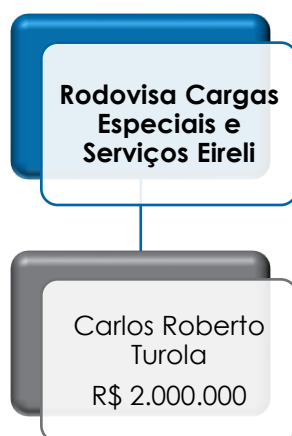 Rodovisa Cargas
Especiais e
Serviços Eireli
Carlos Roberto
Turola
R$ 2.000.000